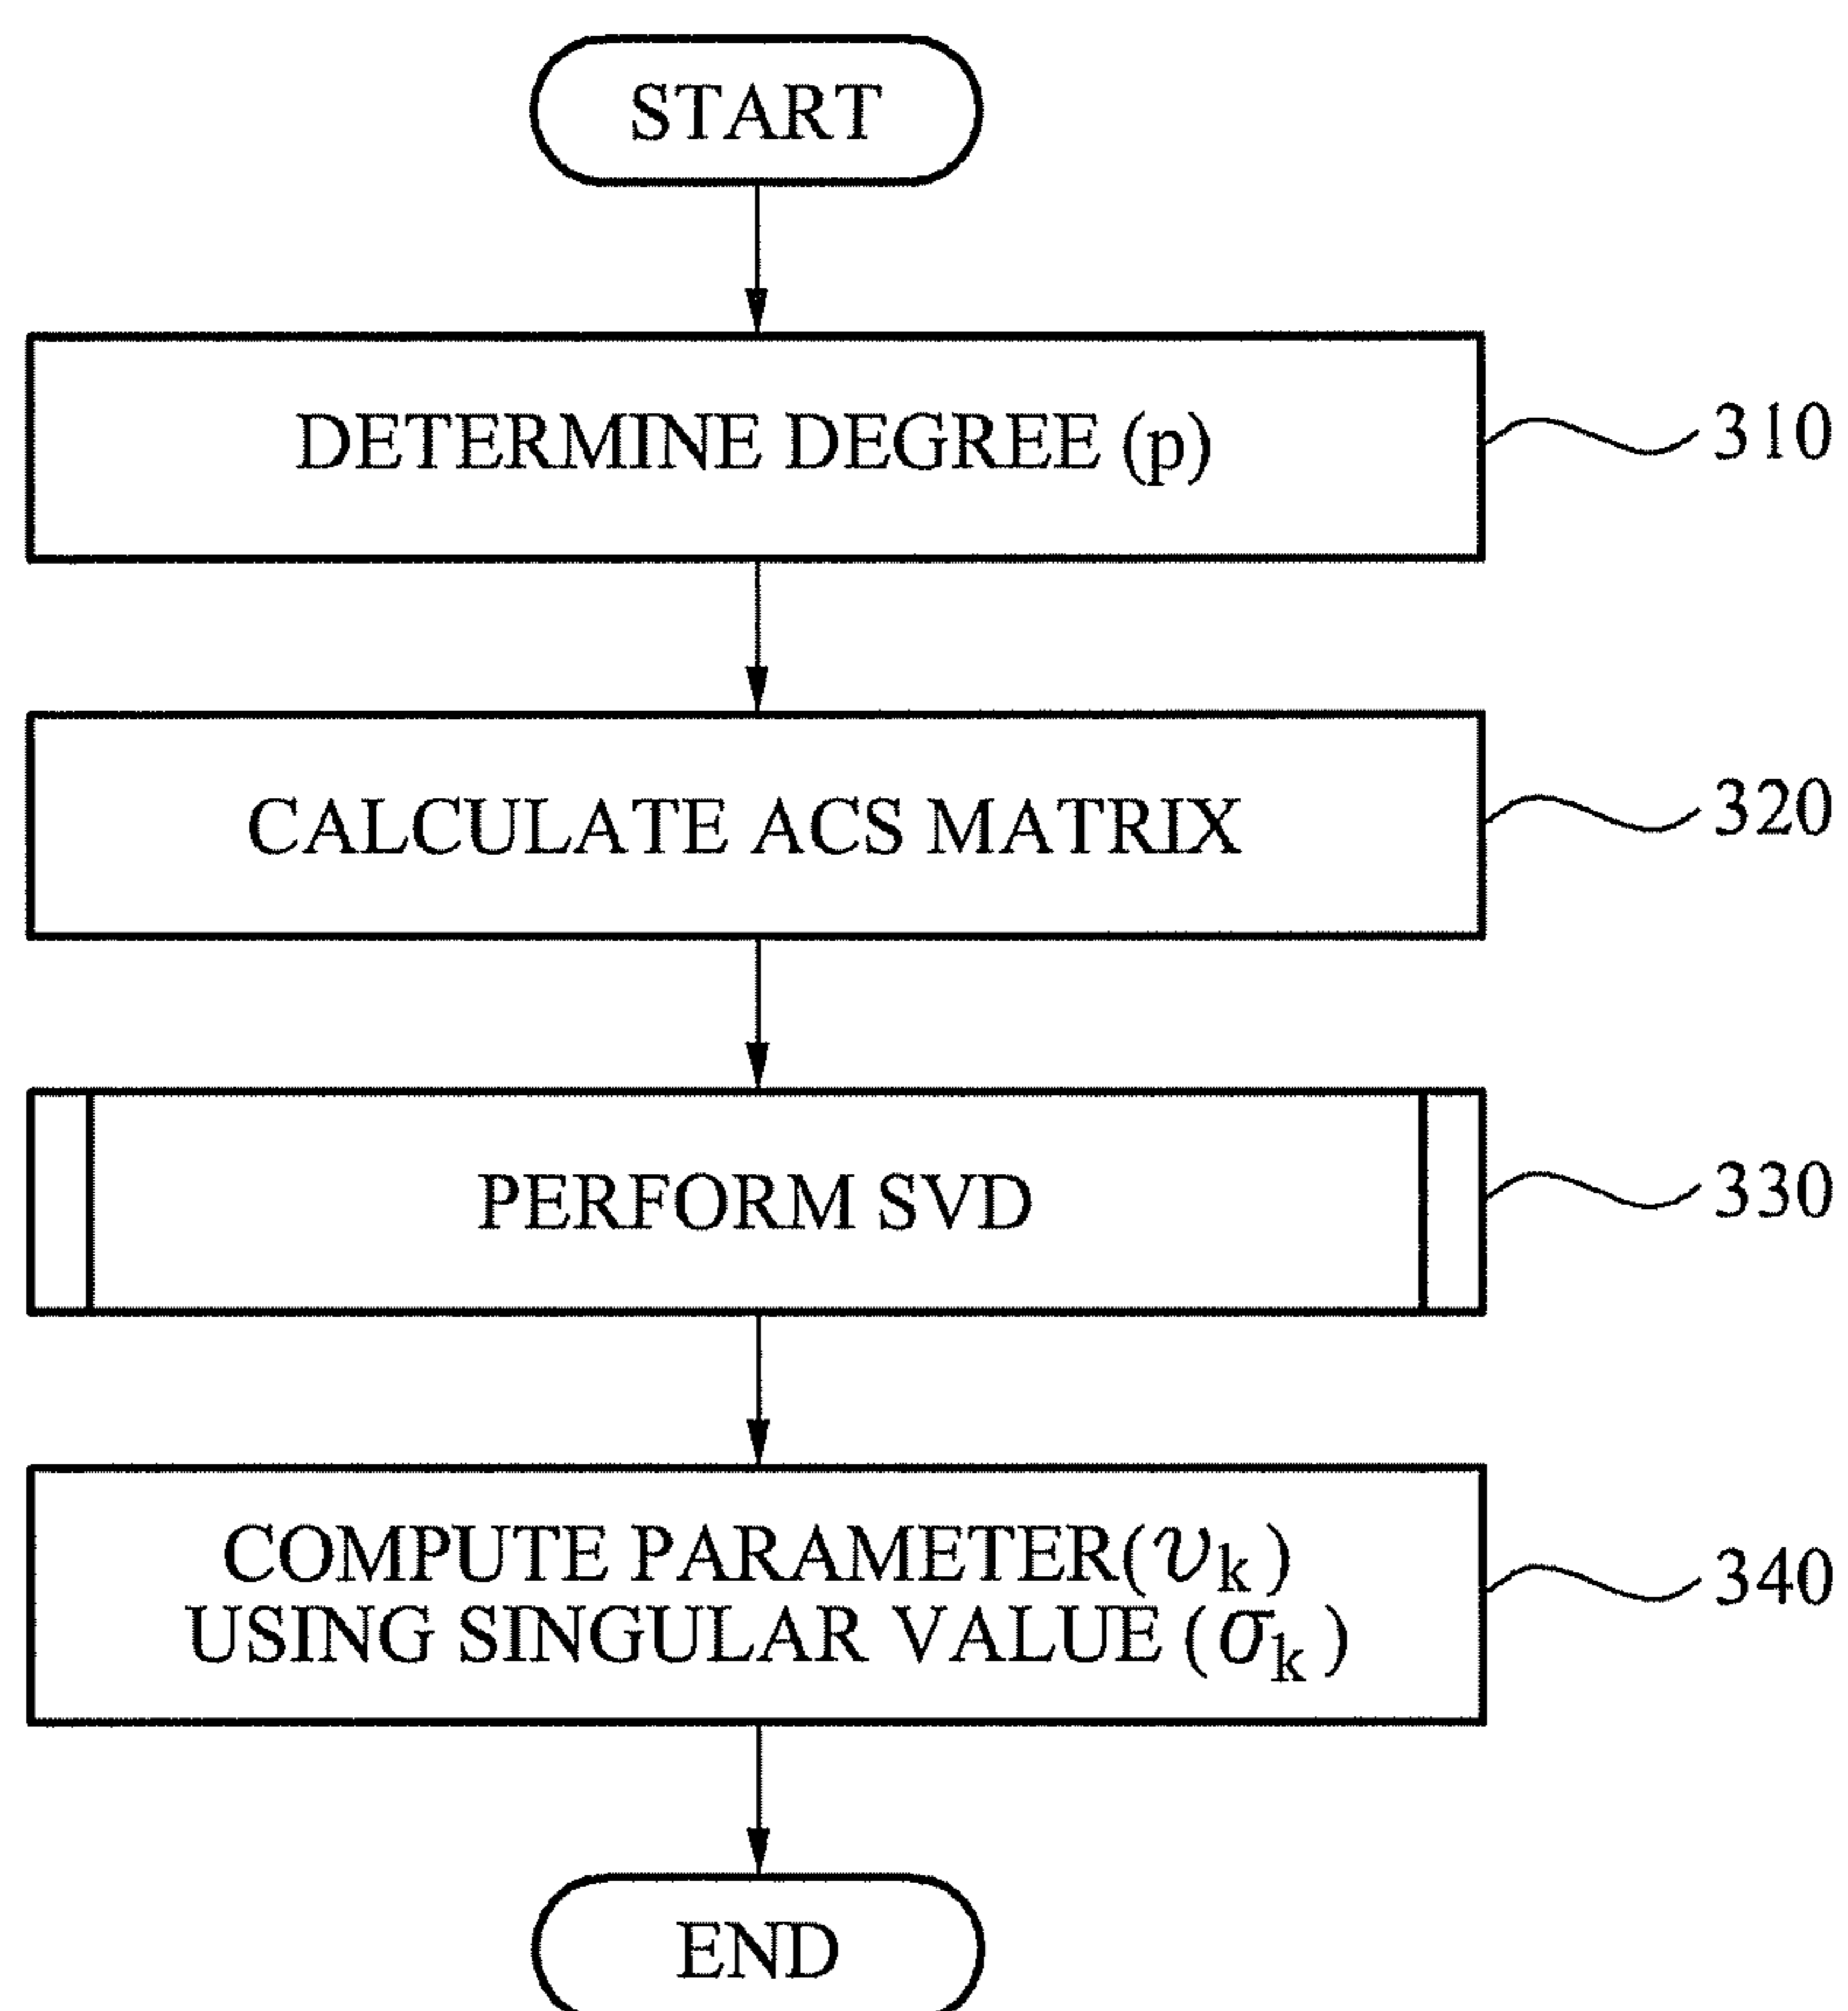 START
DETERMINE DEGREE (p)
310
CALCULATE ACS MATRIX
320
PERFORM SVD
330
COMPUTE PARAMETER(υk)
USING SINGULAR VALUE (σk)
340
END